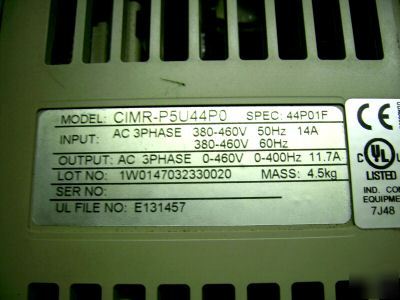 MODEL: CIMR-P5U44P0 SPEC: 44P01F
INPUT: AC 3PHASE 380-460V 50Hz 14A
380-460V 60Hz
OUTPUT: AC 3PHASE 0-460V 0-400Hz 11.7A
LOT NO: 1W0147032330020 MASS: 4.5kg
SER NO:
UL FILE NO: E131457
CE
C UL
LISTED
IND. CON
EQUIPME
7J48